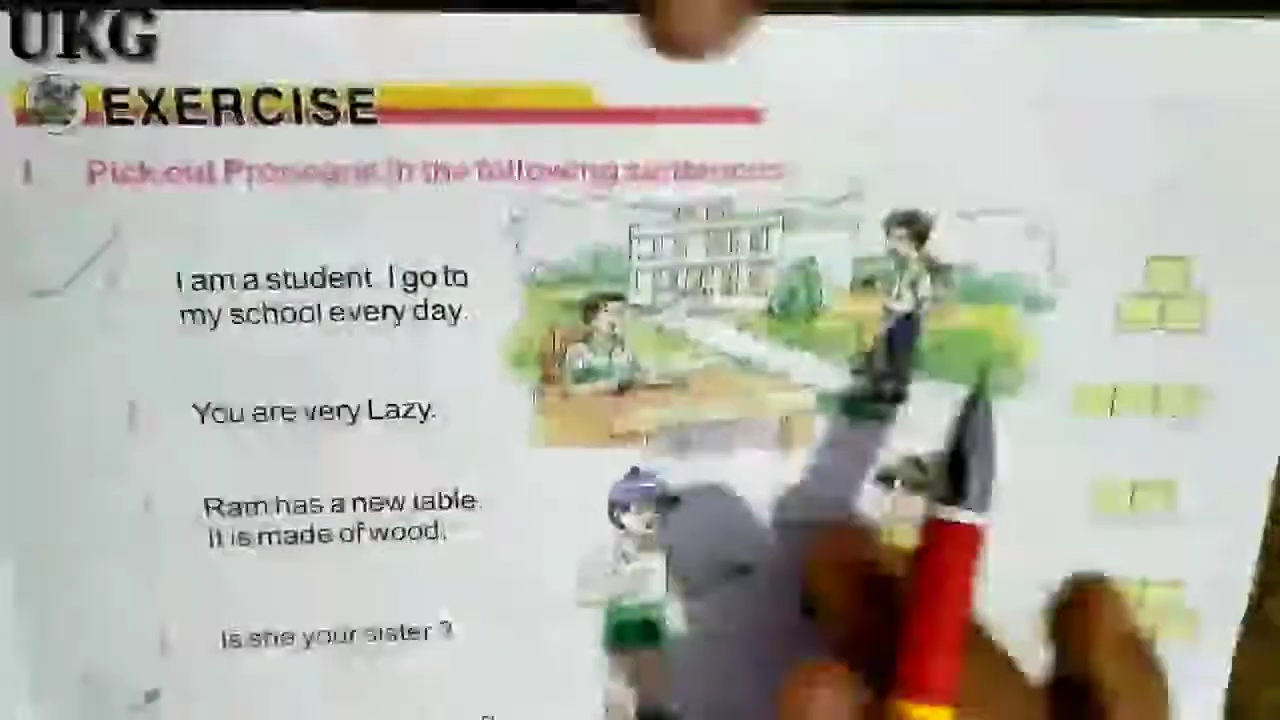 UKG
EXERCISE
1 Pick out Pronouns in the following sentences
I am a student I go to
my school every day.
You are very Lazy.
Ram has a new table.
It is made of wood.
Is she your sister ?